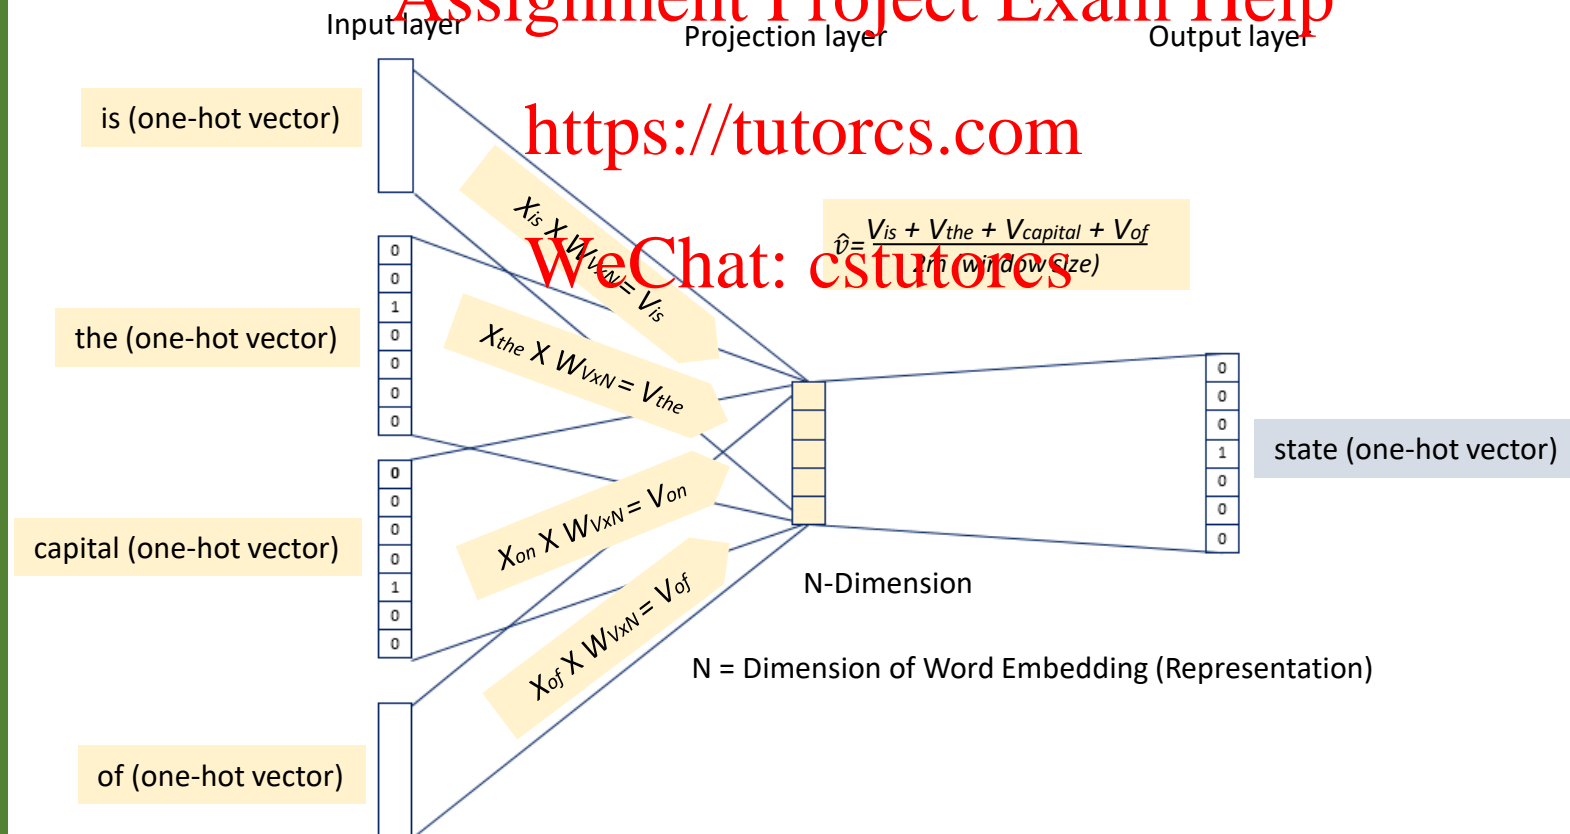 Assignment Project Exam Help
Input layer
Projection layer
Output layer
https://tutorcs.com
WeChat: cstutorcs
is (one-hot vector)
the (one-hot vector)
capital (one-hot vector)
of (one-hot vector)
0
0
1
0
0
0
0
0
0
0
0
1
0
0
Xis X WVxN = Vis
Xthe X WVxN = Vthe
Xon X WVxN = Von
Xof X WVxN = Vof
v̂ = Vis + Vthe + Vcapital + Vof
2m (window size)
0
0
0
1
0
0
0
state (one-hot vector)
N-Dimension
N = Dimension of Word Embedding (Representation)